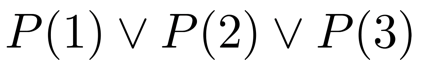 P(1) ∨ P(2) ∨ P(3)